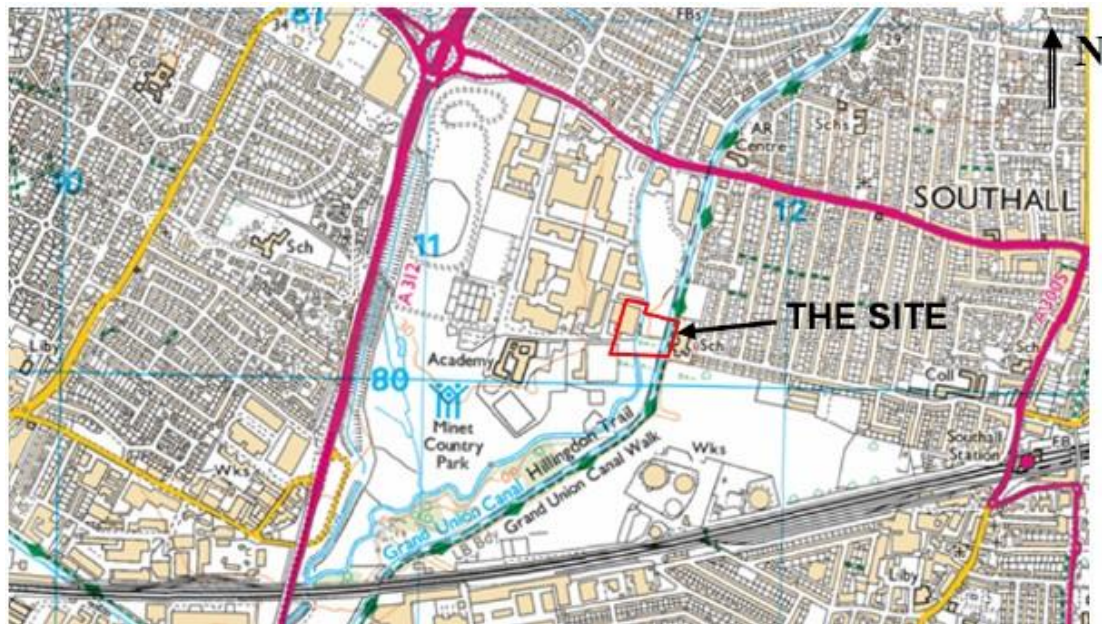 81
34
FBs
29
N
Coll
AR
Centre
Schs
10
12
SOUTHALL
11
Sch
A312
THE SITE
A3005
Liby
Academy
Sch
Sch
80
Coll
Minet
Country
Park
Hillingdon Trail
Southall
Station
FB
Wks
Wks
Grand Union Canal
Grand Union Canal Walk
LB Bdy
Liby